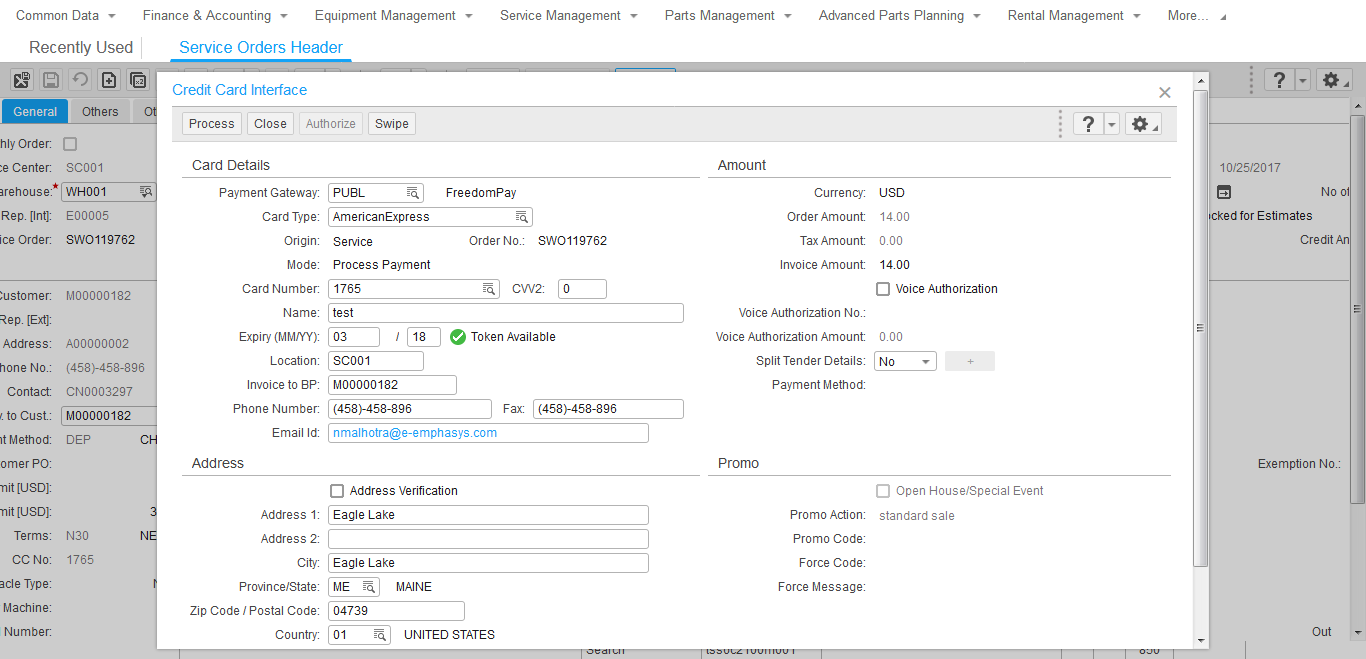 Common Data Finance & Accounting Equipment Management Service Management Parts Management Advanced Parts Planning Rental Management More...
Recently Used Service Orders Header
Credit Card Interface
Process Close Authorize Swipe
General Others
Card Details Amount
Payment Gateway: PUBL FreedomPay Currency: USD
Card Type: AmericanExpress Order Amount: 14.00
Origin: Service Order No.: SWO119762 Tax Amount: 0.00
Mode: Process Payment Invoice Amount: 14.00
Card Number: 1765 CVV2: 0 Voice Authorization
Name: test Voice Authorization No.:
Expiry (MM/YY): 03 / 18 Token Available Voice Authorization Amount: 0.00
Location: SC001 Split Tender Details: No +
Invoice to BP: M00000182 Payment Method:
Phone Number: (458)-458-896 Fax: (458)-458-896
Email Id: nmalhotra@e-emphasys.com
Address Promo
Address Verification Open House/Special Event
Address 1: Eagle Lake Promo Action: standard sale
Address 2: Promo Code:
City: Eagle Lake Force Code:
Province/State: ME MAINE Force Message:
Zip Code / Postal Code: 04739
Country: 01 UNITED STATES
hly Order:
ce Center: SC001
arehouse:* WH001
Rep. [Int]: E00005
ice Order: SWO119762
Customer: M00000182
Rep. [Ext]:
Address: A00000002
hone No.: (458)-458-896
Contact: CN0003297
. to Cust.: M00000182
nt Method: DEP CH
omer PO:
mit [USD]:
mit [USD]: 3
Terms: N30 NE
CC No: 1765
acle Type:
Machine:
l Number:
10/25/2017
No of
ocked for Estimates
Credit An
Exemption No.:
Out
Search tss0c2100m001 850